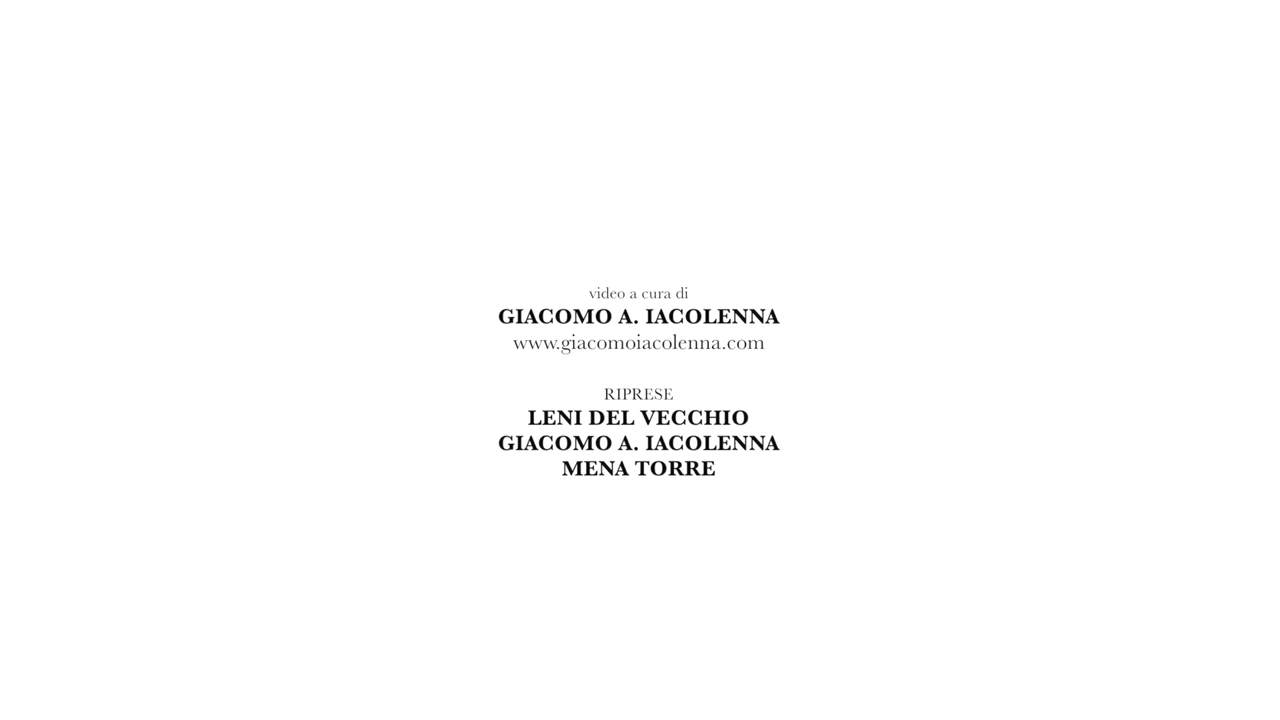 video a cura di
GIACOMO A. IACOLENNA
www.giacomoiacolenna.com
RIPRESE
LENI DEL VECCHIO
GIACOMO A. IACOLENNA
MENA TORRE